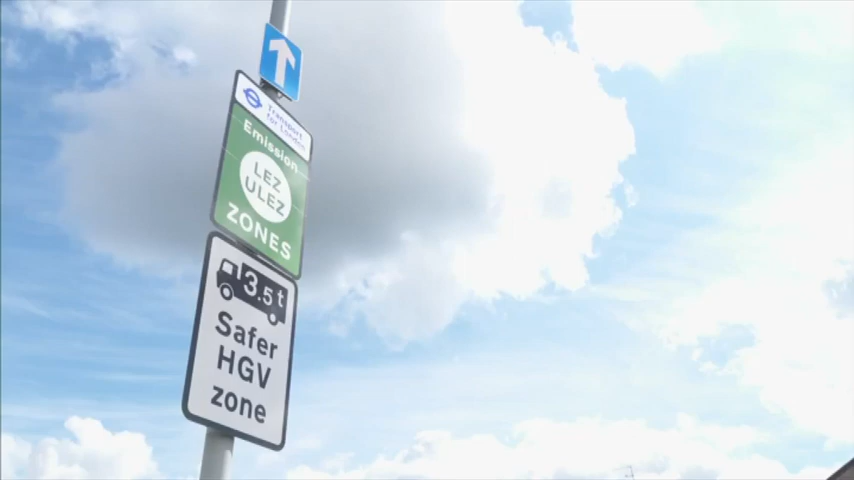 Transport
for London
Emission
LEZ
ULEZ
ZONES
3.5t
Safer
HGV
zone